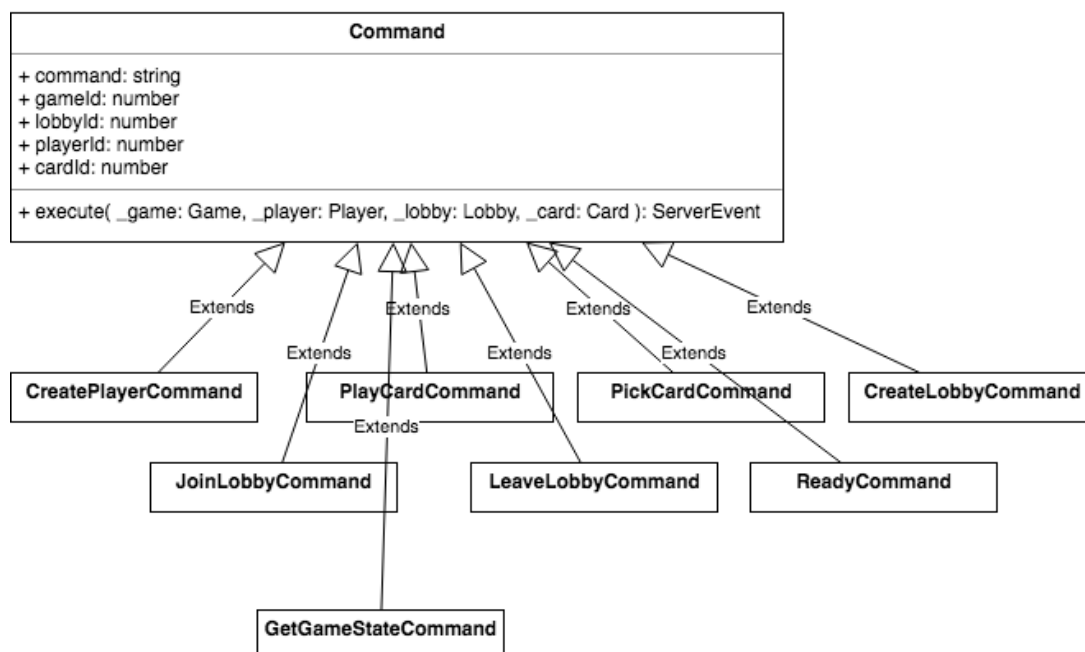 Command
+ command: string
+ gameId: number
+ lobbyId: number
+ playerId: number
+ cardId: number
+ execute( _game: Game, _player: Player, _lobby: Lobby, _card: Card ): ServerEvent
Extends
Extends
Extends
Extends
Extends
Extends
Extends
CreatePlayerCommand
PlayCardCommand
PickCardCommand
CreateLobbyCommand
Extends
JoinLobbyCommand
LeaveLobbyCommand
ReadyCommand
GetGameStateCommand